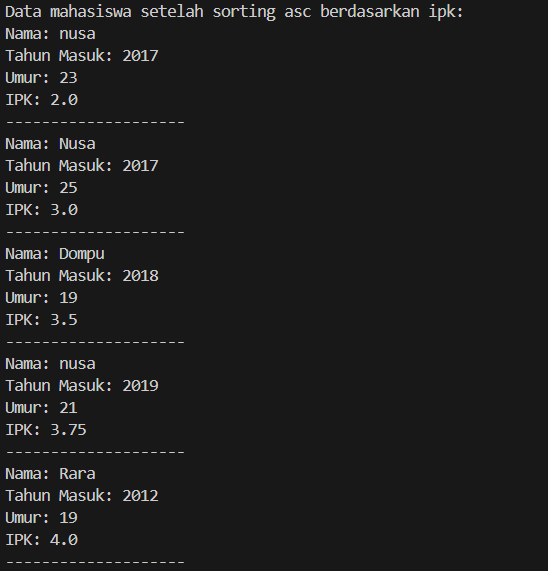 Data mahasiswa setelah sorting asc berdasarkan ipk:
Nama: nusa
Tahun Masuk: 2017
Umur: 23
IPK: 2.0
--------------------
Nama: Nusa
Tahun Masuk: 2017
Umur: 25
IPK: 3.0
--------------------
Nama: Dompu
Tahun Masuk: 2018
Umur: 19
IPK: 3.5
--------------------
Nama: nusa
Tahun Masuk: 2019
Umur: 21
IPK: 3.75
--------------------
Nama: Rara
Tahun Masuk: 2012
Umur: 19
IPK: 4.0
--------------------